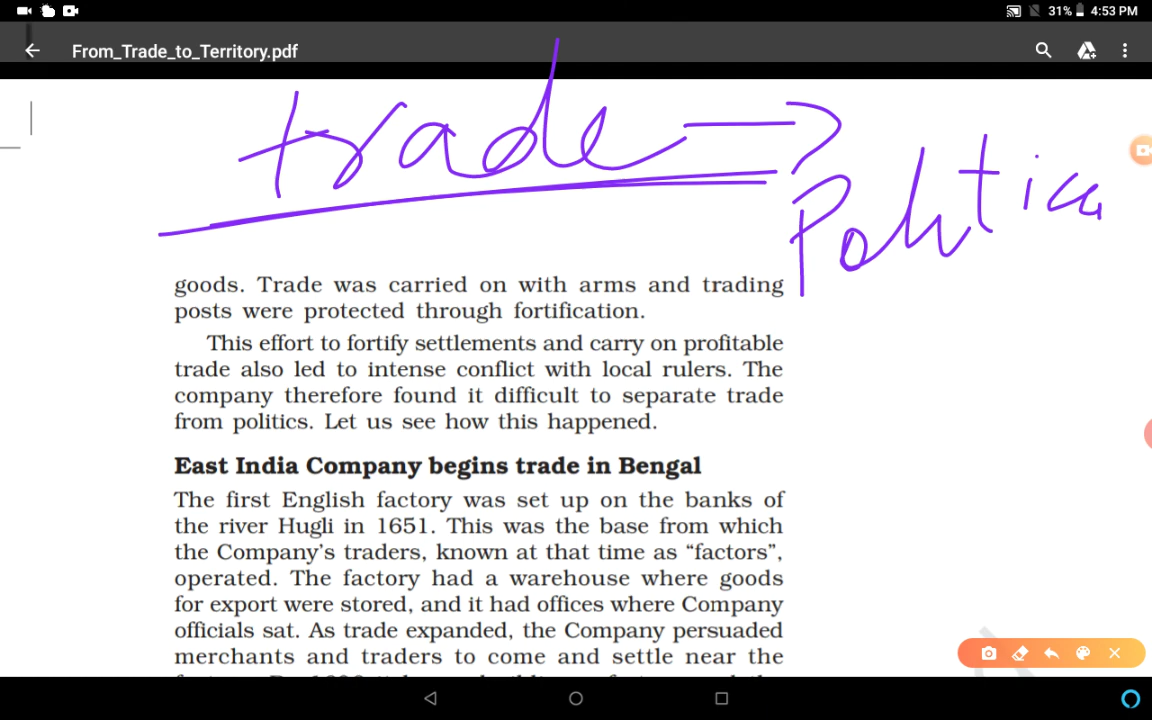 31% 4:53 PM
From_Trade_to_Territory.pdf
trade →
Politics
goods. Trade was carried on with arms and trading
posts were protected through fortification.
This effort to fortify settlements and carry on profitable
trade also led to intense conflict with local rulers. The
company therefore found it difficult to separate trade
from politics. Let us see how this happened.
East India Company begins trade in Bengal
The first English factory was set up on the banks of
the river Hugli in 1651. This was the base from which
the Company’s traders, known at that time as “factors”,
operated. The factory had a warehouse where goods
for export were stored, and it had offices where Company
officials sat. As trade expanded, the Company persuaded
merchants and traders to come and settle near the